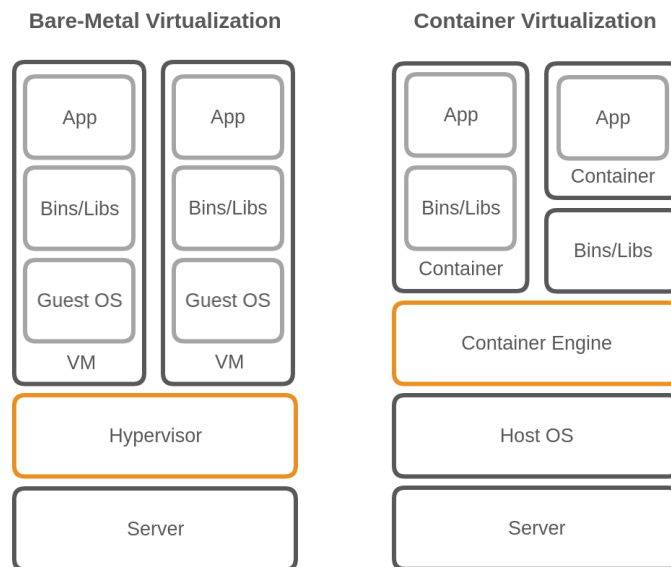 Bare-Metal Virtualization
App
Bins/Libs
Guest OS
VM
App
Bins/Libs
Guest OS
VM
Hypervisor
Server
Container Virtualization
App
Bins/Libs
Container
App
Container
Bins/Libs
Container Engine
Host OS
Server